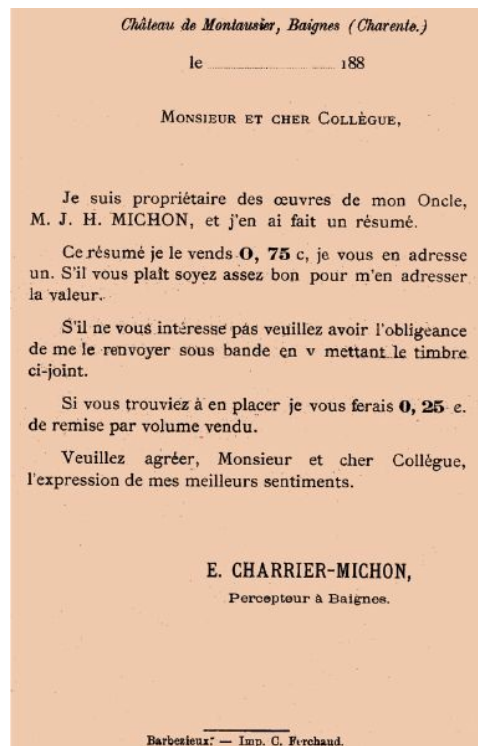 Château de Montausier, Baignes (Charente.)
le ........................ 188
MONSIEUR ET CHER COLLÈGUE,
Je suis propriétaire des œuvres de mon Oncle,
M. J. H. MICHON, et j'en ai fait un résumé.
Ce résumé je le vends 0, 75 c, je vous en adresse
un. S'il vous plaît soyez assez bon pour m'en adresser
la valeur.
S'il ne vous intéresse pas veuillez avoir l'obligeance
de me le renvoyer sous bande en v mettant le timbre
ci-joint.
Si vous trouviez à en placer je vous ferais 0, 25 e.
de remise par volume vendu.
Veuillez agréer, Monsieur et cher Collègue,
l'expression de mes meilleurs sentiments.
E. CHARRIER-MICHON,
Percepteur à Baignes.
Barbezieux. — Imp. C. Ferchaud.